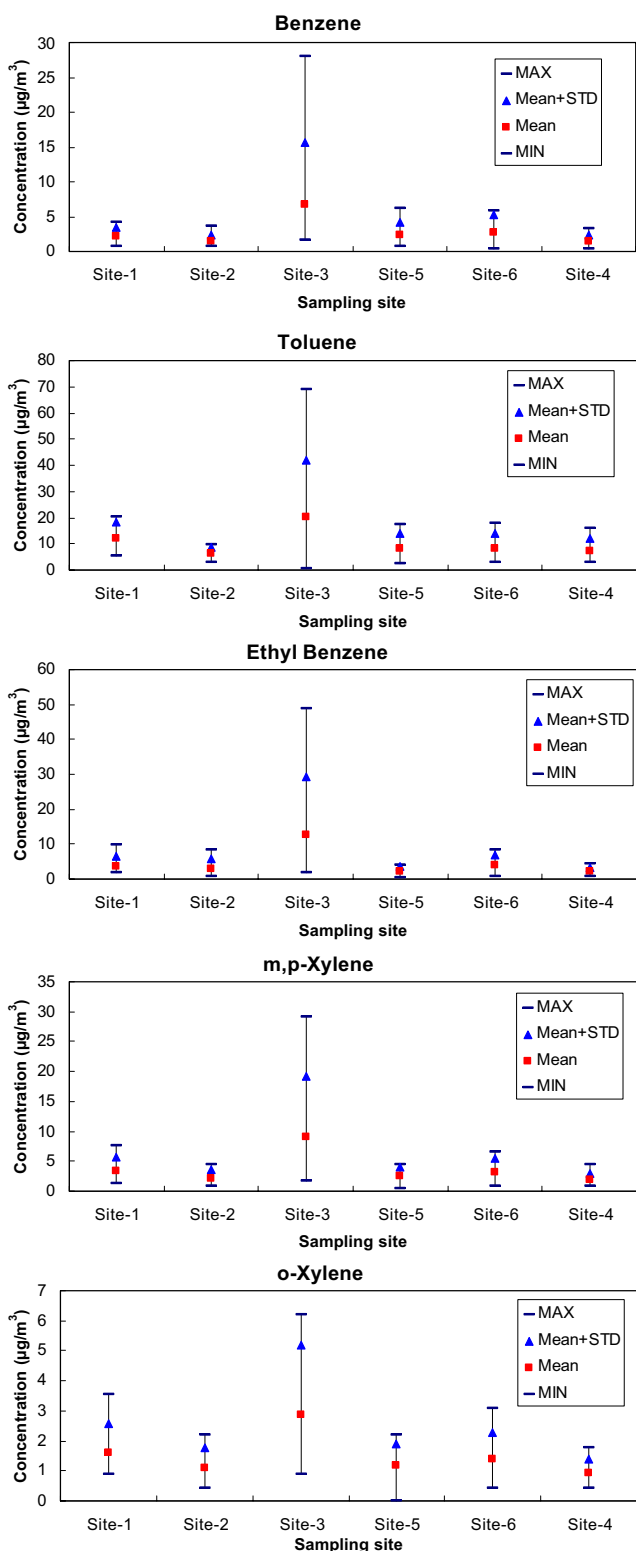 Benzene
Concentration (µg/m³)
30
25
20
15
10
5
0
MAX
Mean+STD
Mean
MIN
Site-1 Site-2 Site-3 Site-5 Site-6 Site-4
Sampling site
Toluene
Concentration (µg/m³)
80
70
60
50
40
30
20
10
0
MAX
Mean+STD
Mean
MIN
Site-1 Site-2 Site-3 Site-5 Site-6 Site-4
Sampling site
Ethyl Benzene
Concentration (µg/m³)
60
50
40
30
20
10
0
MAX
Mean+STD
Mean
MIN
Site-1 Site-2 Site-3 Site-5 Site-6 Site-4
Sampling site
m,p-Xylene
Concentration (µg/m³)
35
30
25
20
15
10
5
0
MAX
Mean+STD
Mean
MIN
Site-1 Site-2 Site-3 Site-5 Site-6 Site-4
Sampling site
o-Xylene
Concentration (µg/m³)
7
6
5
4
3
2
1
0
MAX
Mean+STD
Mean
MIN
Site-1 Site-2 Site-3 Site-5 Site-6 Site-4
Sampling site